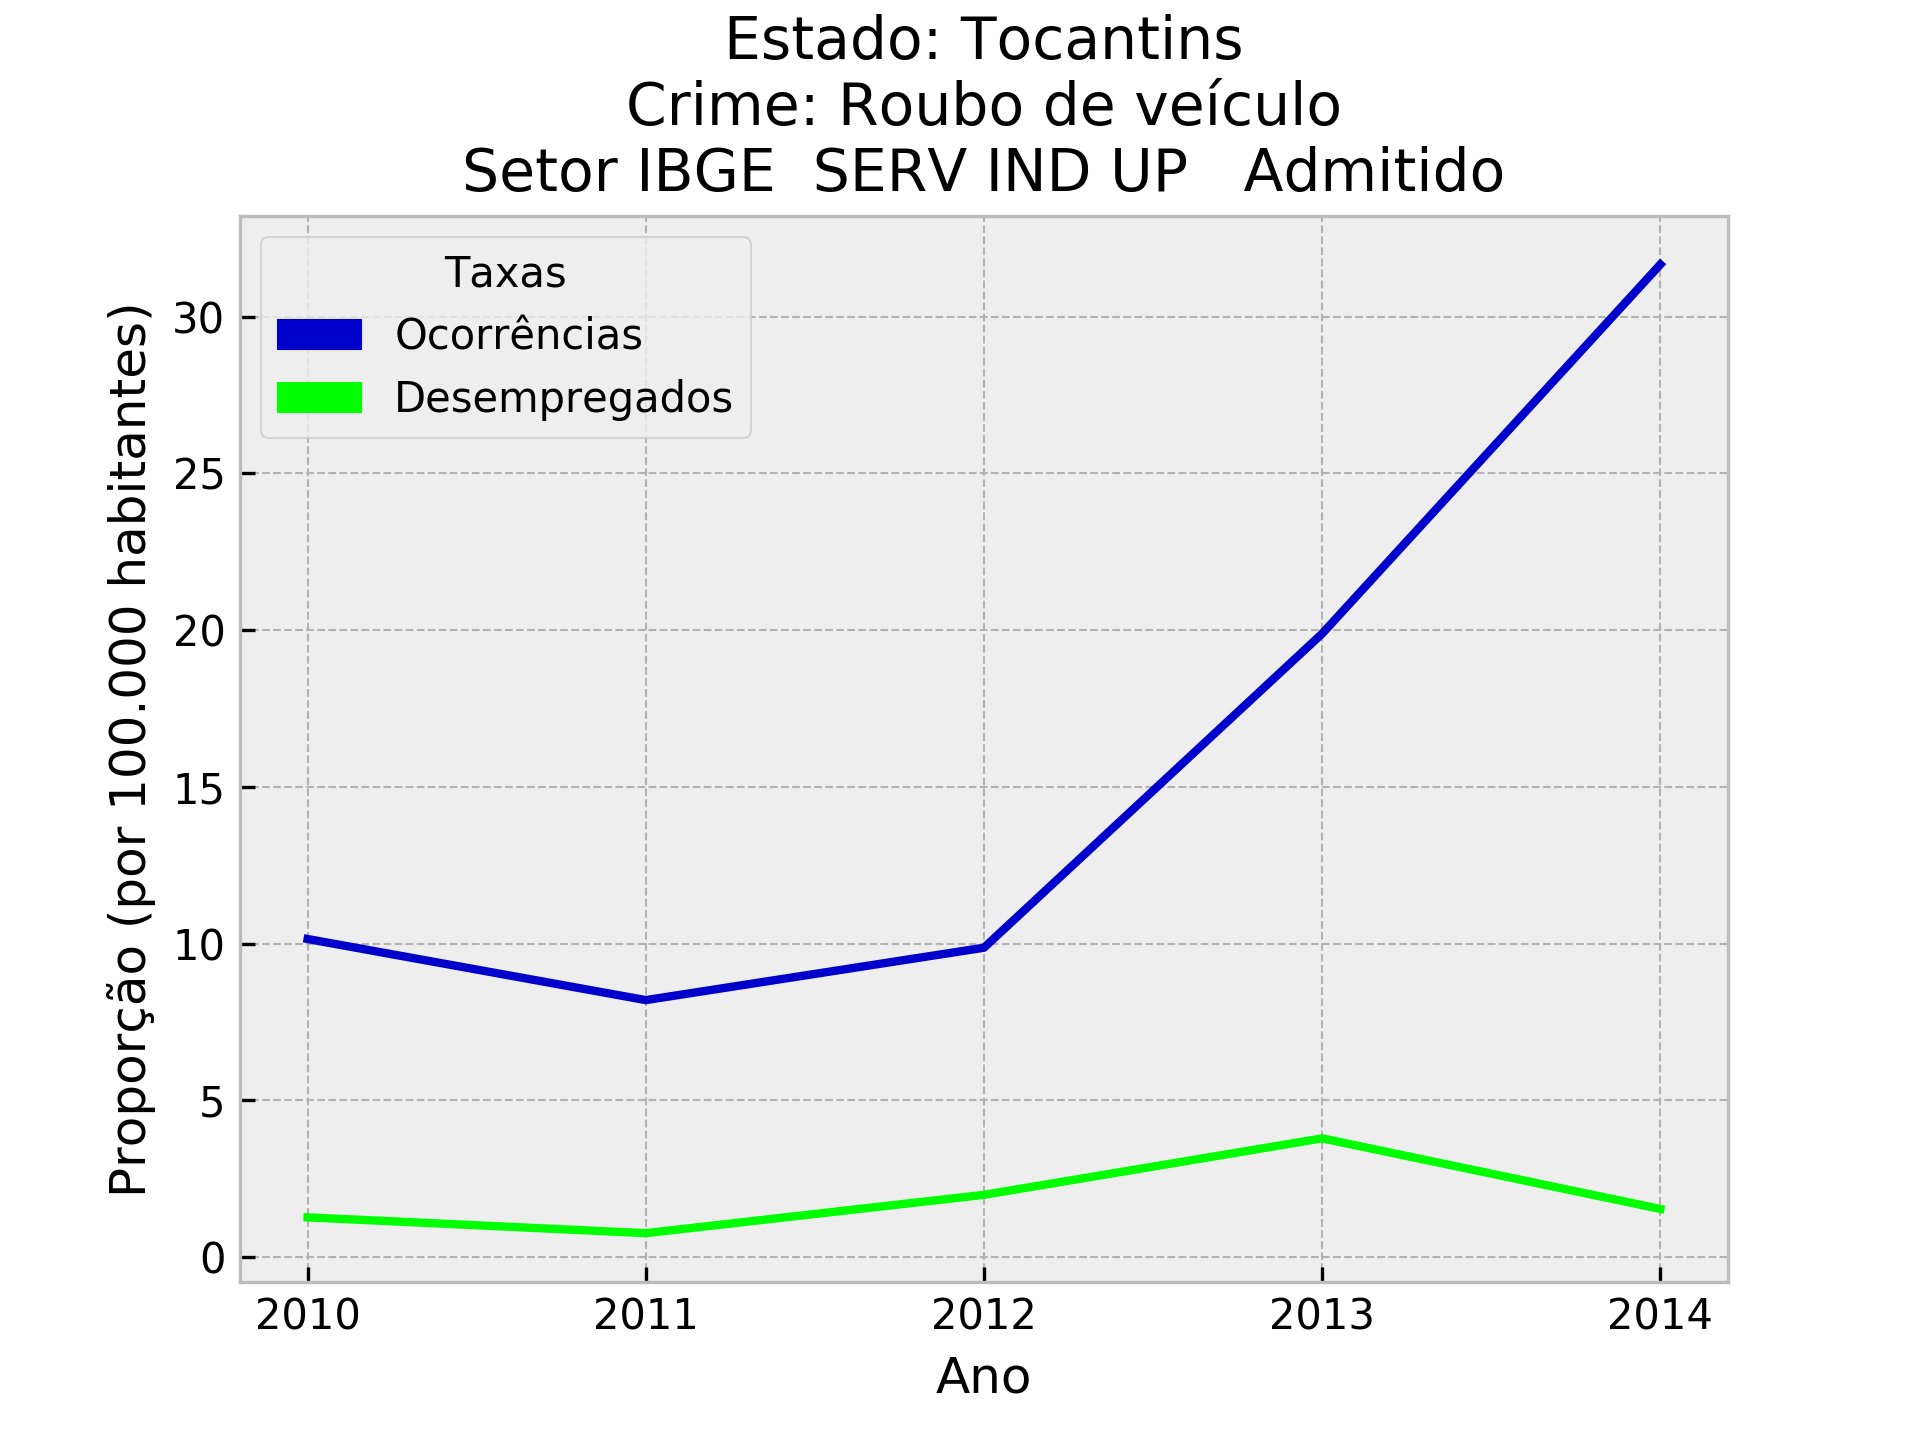 Estado: Tocantins
Crime: Roubo de veículo
Setor IBGE  SERV IND UP   Admitido
Taxas
Ocorrências
Desempregados
Proporção (por 100.000 habitantes)
30
25
20
15
10
5
0
2010
2011
2012
2013
2014
Ano